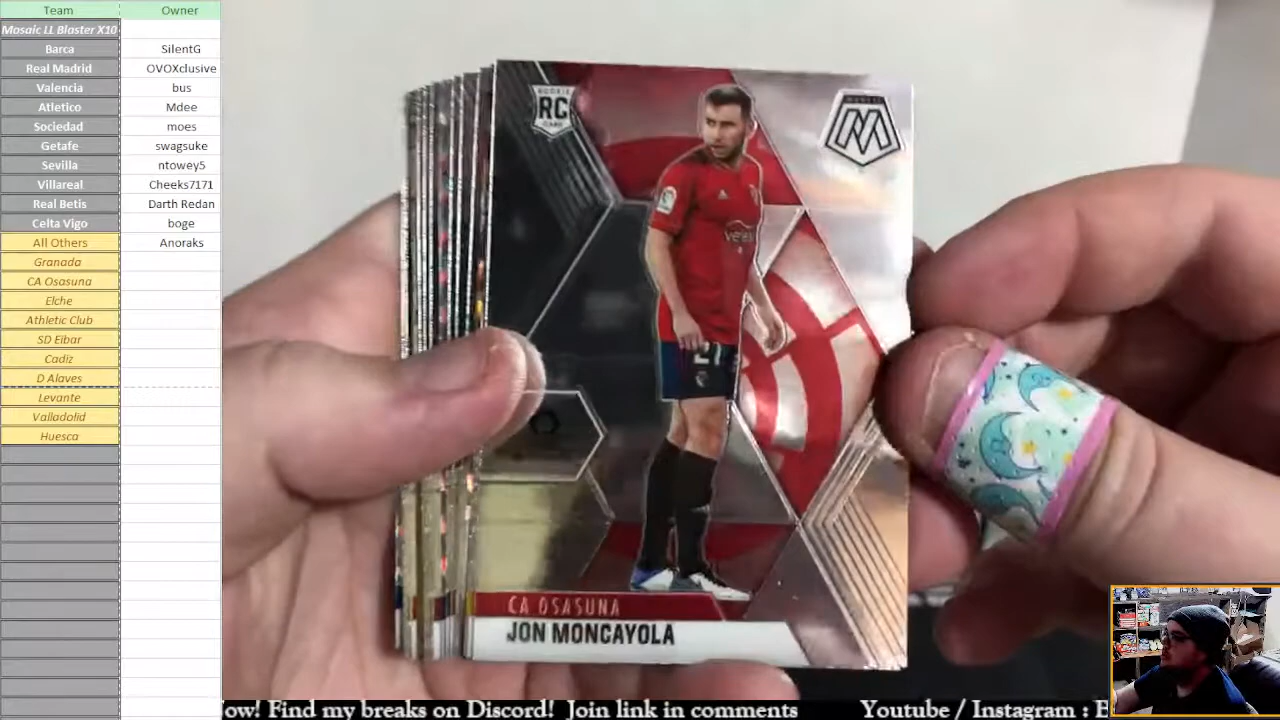 Team Owner
Mosaic LL Blaster X10
Barca SilentG
Real Madrid OVOXclusive
Valencia bus
Atletico Mdee
Sociedad moes
Getafe swagsuke
Sevilla ntowey5
Villareal Cheeks7171
Real Betis Darth Redan
Celta Vigo boge
All Others Anoraks
Granada
CA Osasuna
Elche
Athletic Club
SD Eibar
Cadiz
D Alaves
Levante
Valladolid
Huesca
ROOKIE
RC
CARD
MOSAIC
21
CA OSASUNA
JON MONCAYOLA
ow! Find my breaks on Discord! Join link in comments Youtube / Instagram : E